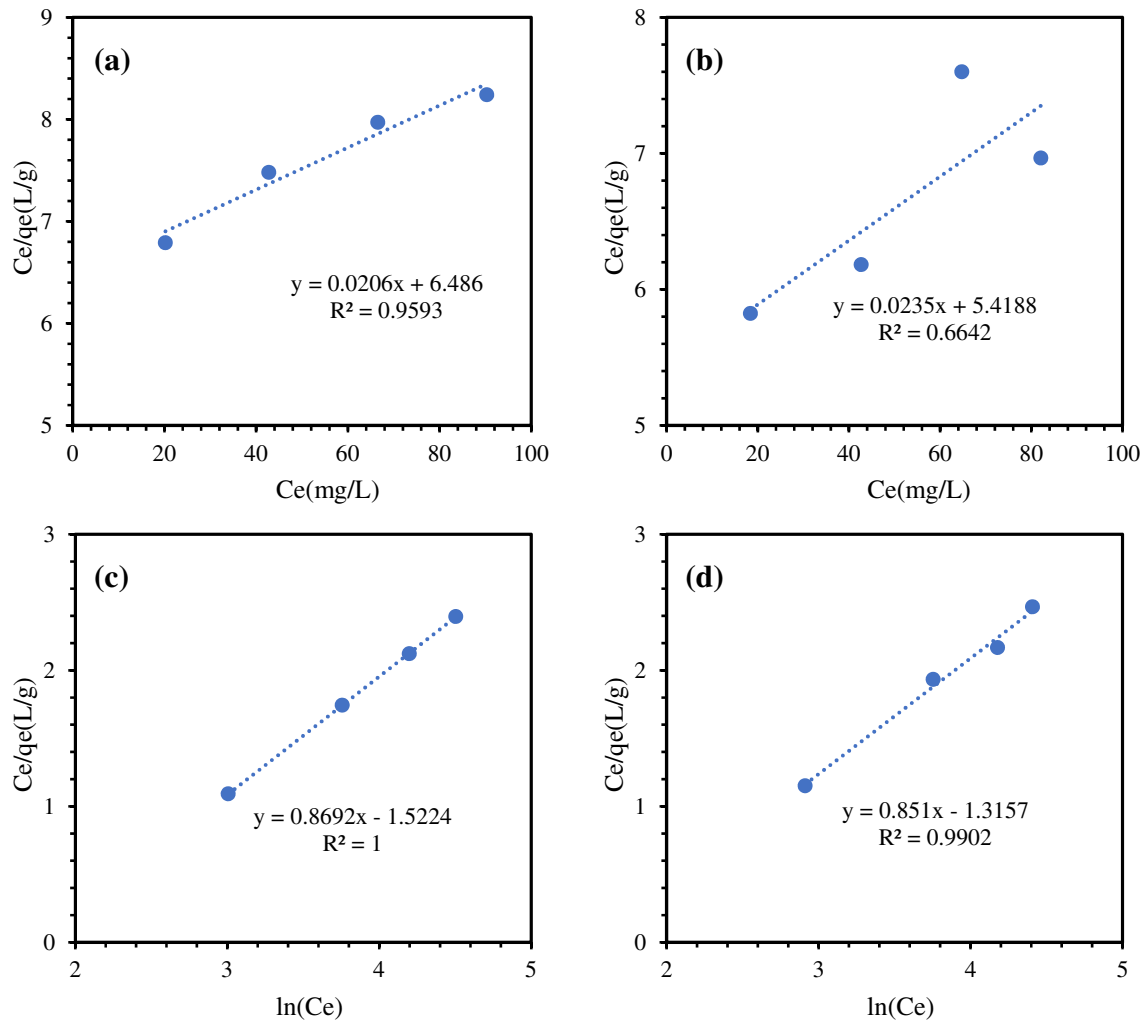 (a)
Ce/qe(L/g)
9
8
7
6
5
y = 0.0206x + 6.486
R² = 0.9593
0 20 40 60 80 100
Ce(mg/L)
(b)
Ce/qe(L/g)
8
7
6
5
y = 0.0235x + 5.4188
R² = 0.6642
0 20 40 60 80 100
Ce(mg/L)
(c)
Ce/qe(L/g)
3
2
1
0
y = 0.8692x - 1.5224
R² = 1
2 3 4 5
ln(Ce)
(d)
Ce/qe(L/g)
3
2
1
0
y = 0.851x - 1.3157
R² = 0.9902
2 3 4 5
ln(Ce)